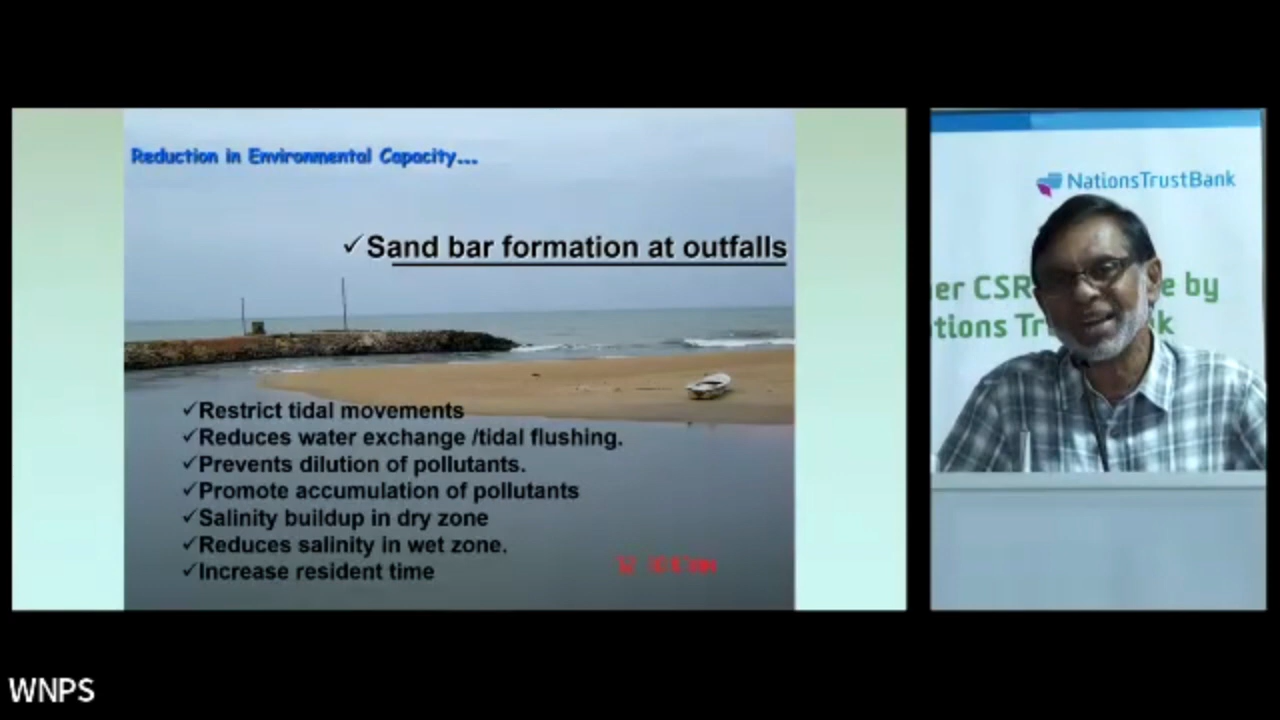 Reduction in Environmental Capacity...
✓Sand bar formation at outfalls
✓Restrict tidal movements
✓Reduces water exchange /tidal flushing.
✓Prevents dilution of pollutants.
✓Promote accumulation of pollutants
✓Salinity buildup in dry zone
✓Reduces salinity in wet zone.
✓Increase resident time
NationsTrustBank
CSR
e by
WNPS